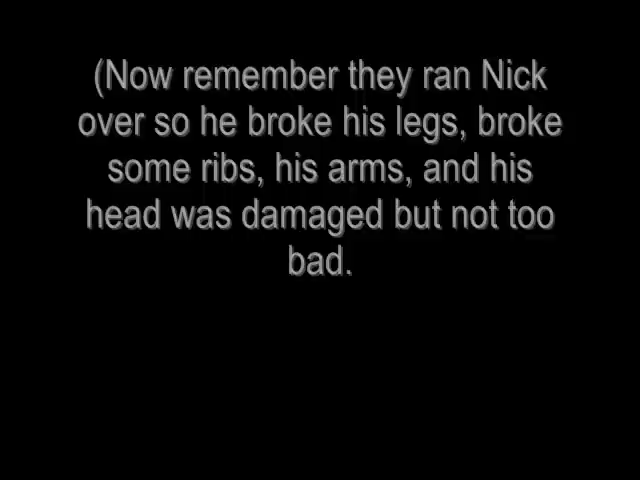 (Now remember they ran Nick
over so he broke his legs, broke
some ribs, his arms, and his
head was damaged but not too
bad.